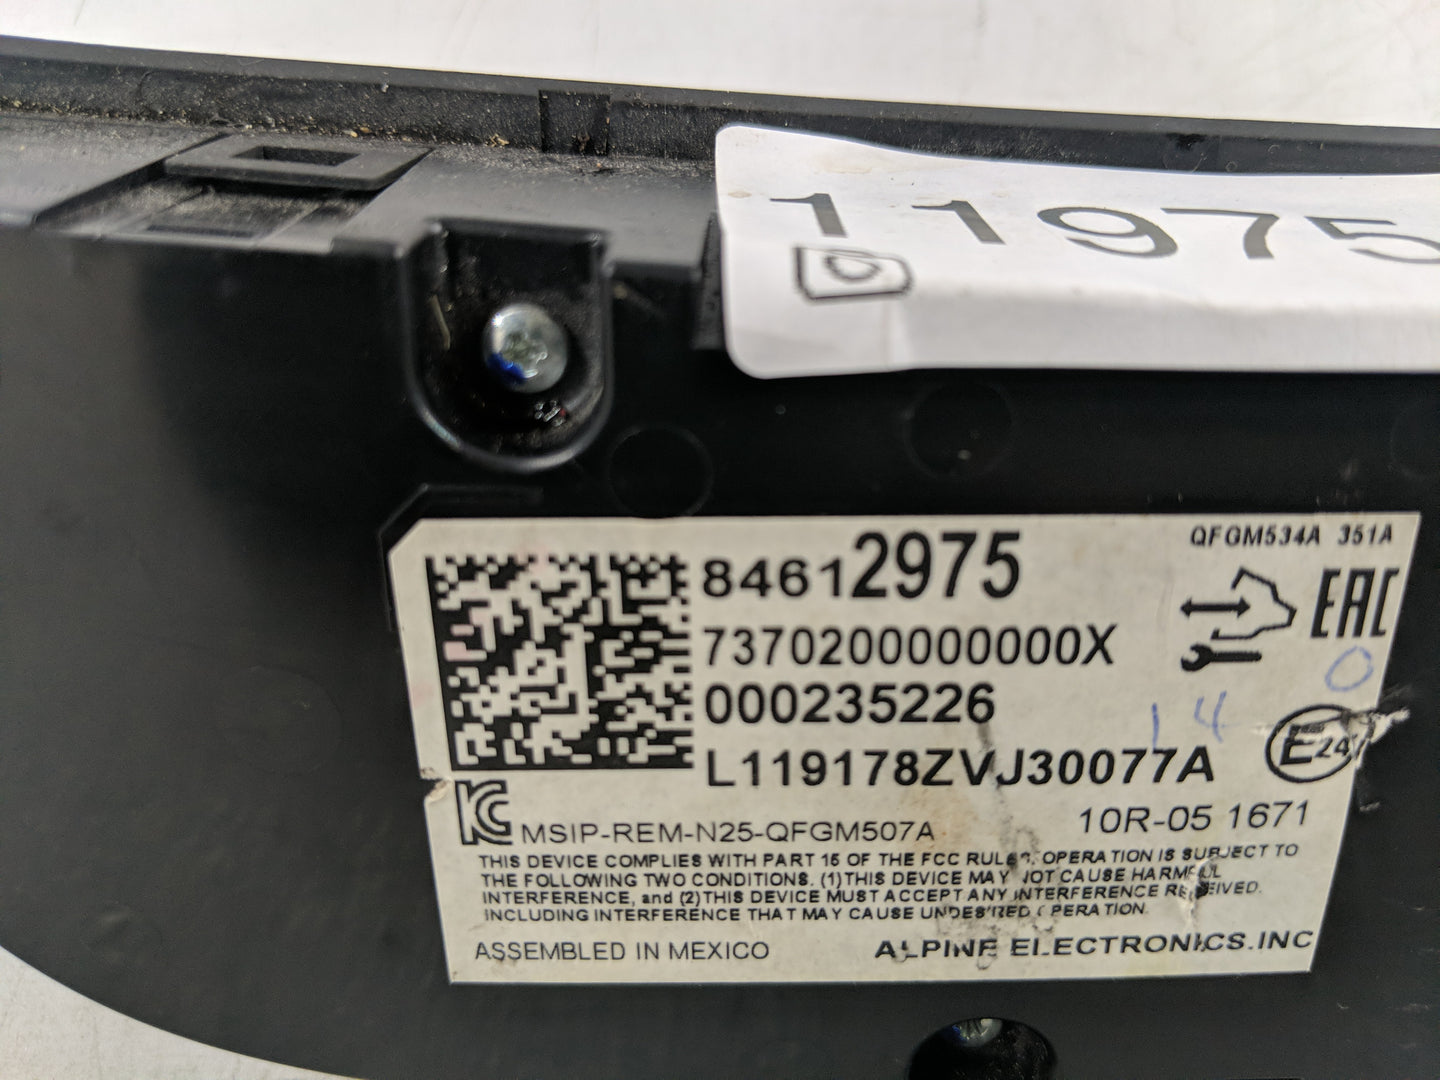 11975
QFGM534A 351A
84612975
7370200000000X
EAC
000235226
0
14
L119178ZVJ30077A
E24
MSIP-REM-N25-QFGM507A
10R-05 1671
THIS DEVICE COMPLIES WITH PART 15 OF THE FCC RULES. OPERATION IS SUBJECT TO
THE FOLLOWING TWO CONDITIONS. (1)THIS DEVICE MAY NOT CAUSE HARMFUL
INTERFERENCE, and (2)THIS DEVICE MUST ACCEPT ANY INTERFERENCE RECEIVED.
INCLUDING INTERFERENCE THAT MAY CAUSE UNDESIRED OPERATION.
ASSEMBLED IN MEXICO
ALPINE ELECTRONICS.INC